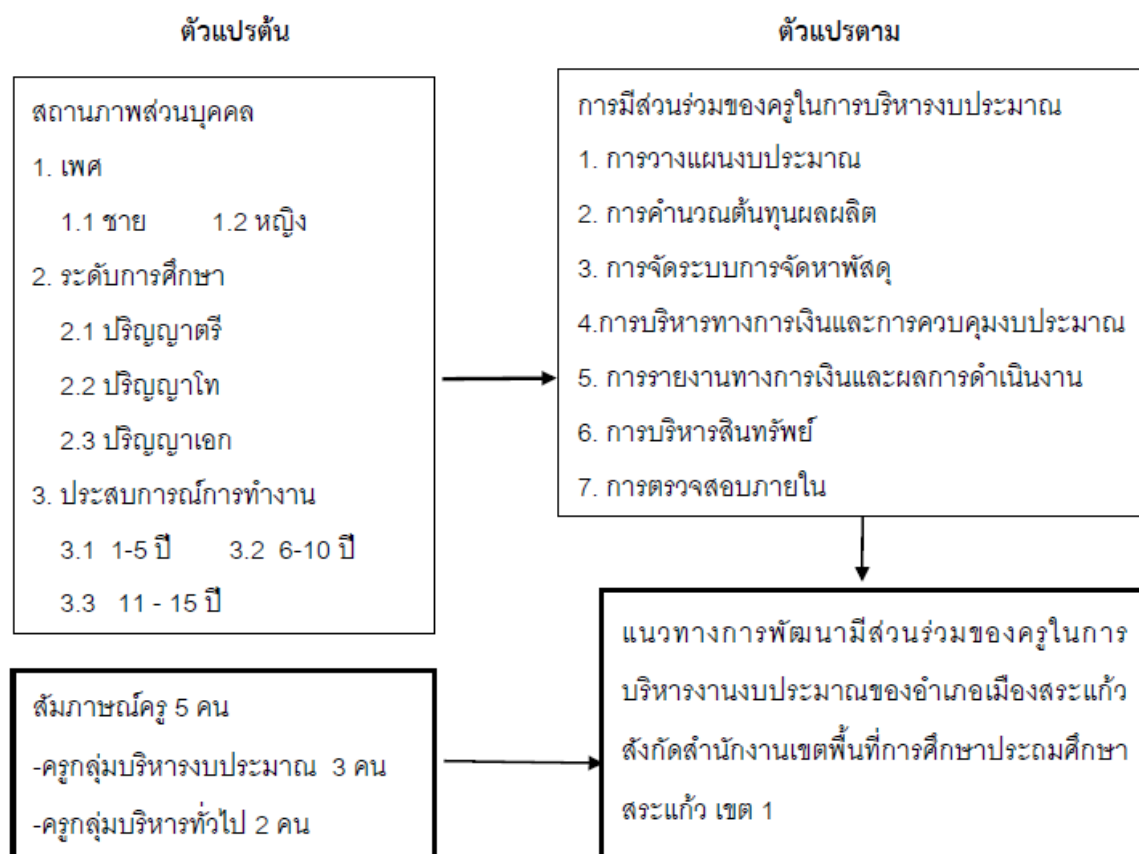 ตัวแปรต้น
สถานภาพส่วนบุคคล
1. เพศ
1.1 ชาย 1.2 หญิง
2. ระดับการศึกษา
2.1 ปริญญาตรี
2.2 ปริญญาโท
2.3 ปริญญาเอก
3. ประสบการณ์การทำงาน
3.1 1-5 ปี 3.2 6-10 ปี
3.3 11 - 15 ปี
ตัวแปรตาม
การมีส่วนร่วมของครูในการบริหารงบประมาณ
1. การวางแผนงบประมาณ
2. การคำนวณต้นทุนผลผลิต
3. การจัดระบบการจัดหาพัสดุ
4.การบริหารทางการเงินและการควบคุมงบประมาณ
5. การรายงานทางการเงินและผลการดำเนินงาน
6. การบริหารสินทรัพย์
7. การตรวจสอบภายใน
สัมภาษณ์ครู 5 คน
-ครูกลุ่มบริหารงบประมาณ 3 คน
-ครูกลุ่มบริหารทั่วไป 2 คน
แนวทางการพัฒนามีส่วนร่วมของครูในการ
บริหารงานงบประมาณของอำเภอเมืองสระแก้ว
สังกัดสำนักงานเขตพื้นที่การศึกษาประถมศึกษา
สระแก้ว เขต 1